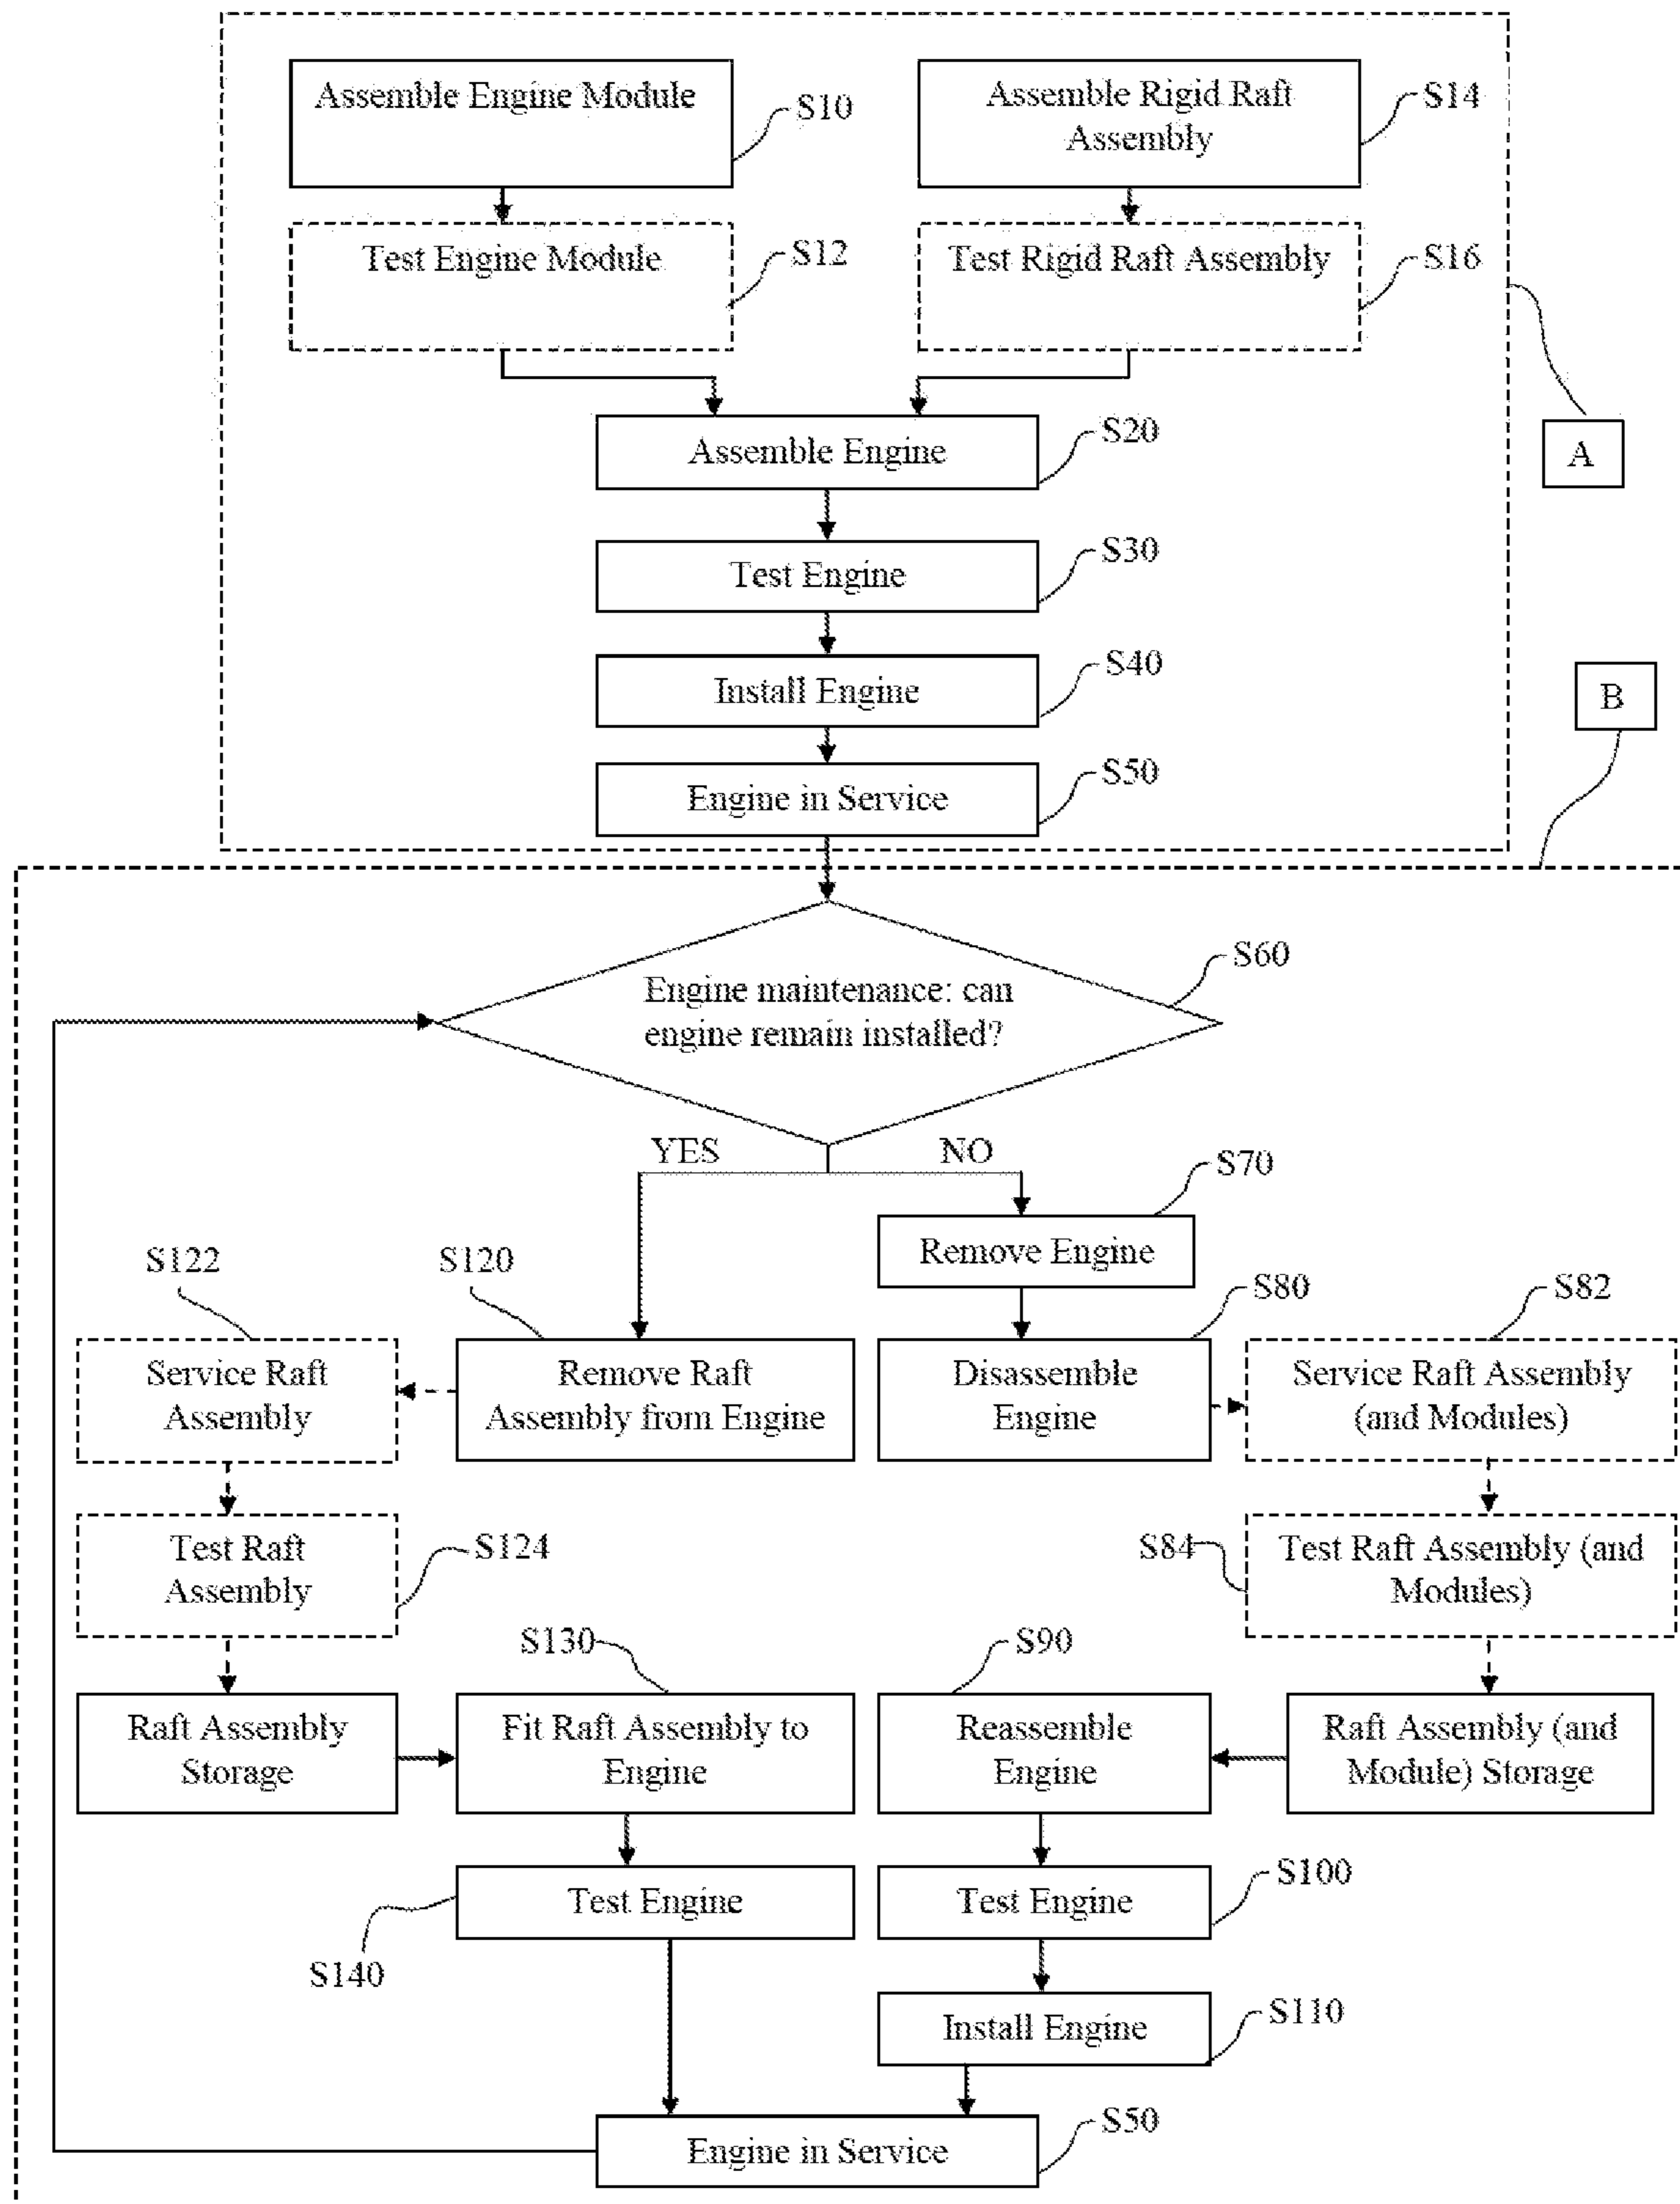 Assemble Engine Module
S10
Assemble Rigid Raft
Assembly
S14
Test Engine Module
S12
Test Rigid Raft Assembly
S16
Assemble Engine
S20
A
Test Engine
S30
Install Engine
S40
B
Engine in Service
S50
Engine maintenance: can
engine remain installed?
S60
YES
NO
S70
Remove Engine
S122
S120
S80
S82
Service Raft
Assembly
Remove Raft
Assembly from Engine
Disassemble
Engine
Service Raft Assembly
(and Modules)
Test Raft
Assembly
S124
S84
Test Raft Assembly (and
Modules)
S130
S90
Raft Assembly
Storage
Fit Raft Assembly to
Engine
Reassemble
Engine
Raft Assembly (and
Module) Storage
Test Engine
S140
Test Engine
S100
Install Engine
S110
Engine in Service
S50